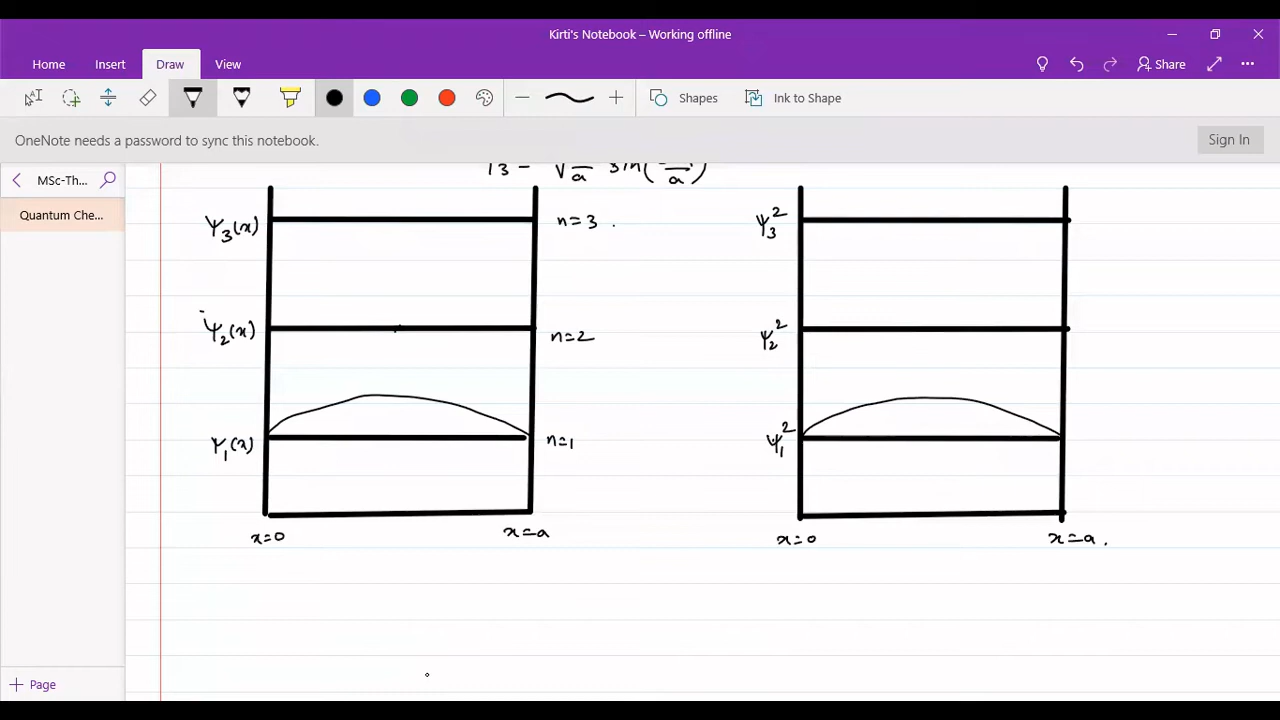 Kirti's Notebook – Working offline
Home Insert Draw View
Share
Shapes Ink to Shape
OneNote needs a password to sync this notebook.
Sign In
MSc-Th...
Quantum Che...
a sin( a )
ψ₃(x) n=3 .
ψ₃²
ψ₂(x) n=2
ψ₂²
ψ₁(x) n=1
ψ₁²
x=0 x=a
x=0 x=a .
+ Page